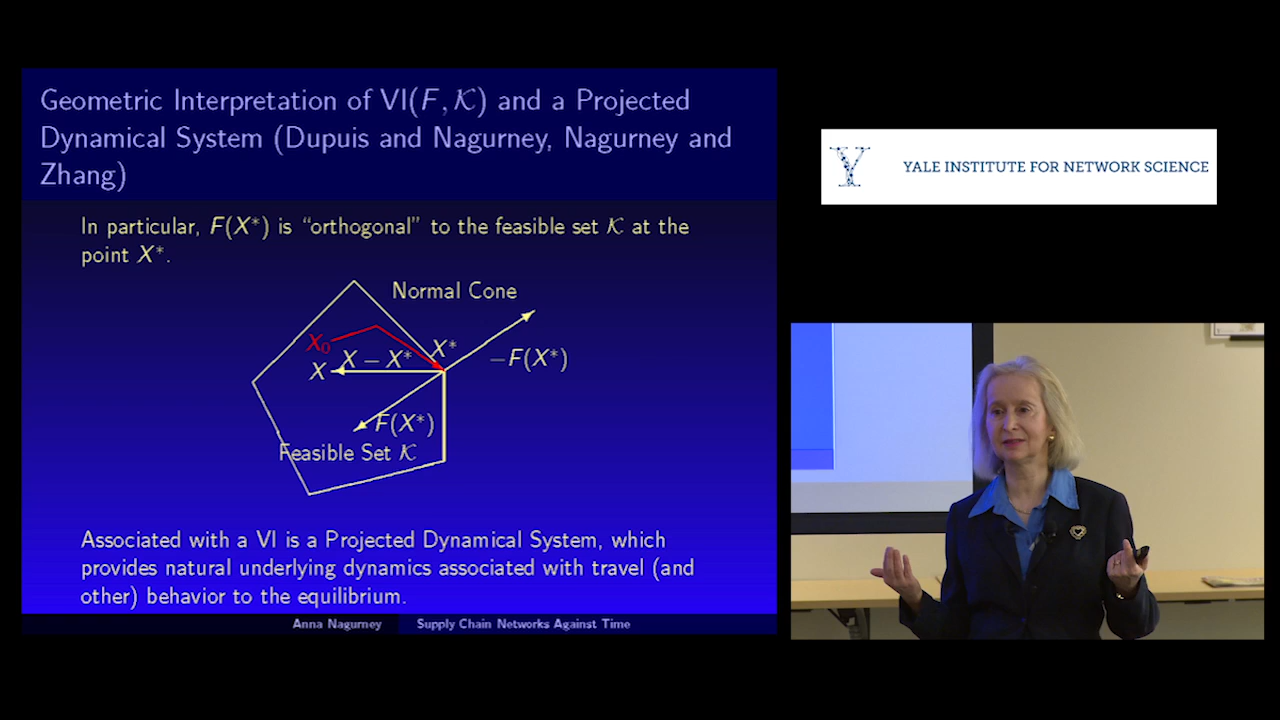 Geometric Interpretation of VI(F, 𝒦) and a Projected
Dynamical System (Dupuis and Nagurney, Nagurney and
Zhang)
In particular, F(X*) is “orthogonal” to the feasible set 𝒦 at the
point X*.
Normal Cone
X₀
X*
X − X*
−F(X*)
X
F(X*)
Feasible Set 𝒦
Associated with a VI is a Projected Dynamical System, which
provides natural underlying dynamics associated with travel (and
other) behavior to the equilibrium.
Anna Nagurney Supply Chain Networks Against Time
Y YALE INSTITUTE FOR NETWORK SCIENCE